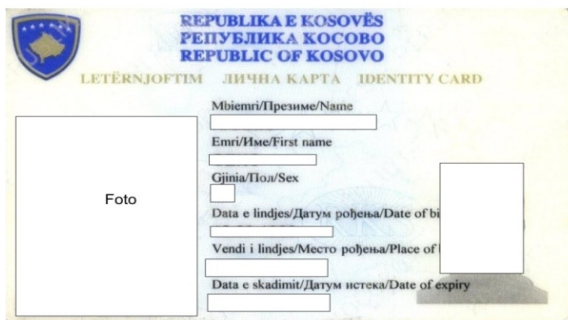 REPUBLIKA E KOSOVËS
РЕПУБЛИКА КОСОВО
REPUBLIC OF KOSOVO
LETËRNJOFTIM ЛИЧНА КАРТА IDENTITY CARD
Mbiemri/Презиме/Name
Emri/Име/First name
Gjinia/Пол/Sex
Foto
Data e lindjes/Датум рођења/Date of bi
Vendi i lindjes/Место рођења/Place of
Data e skadimit/Датум истека/Date of expiry